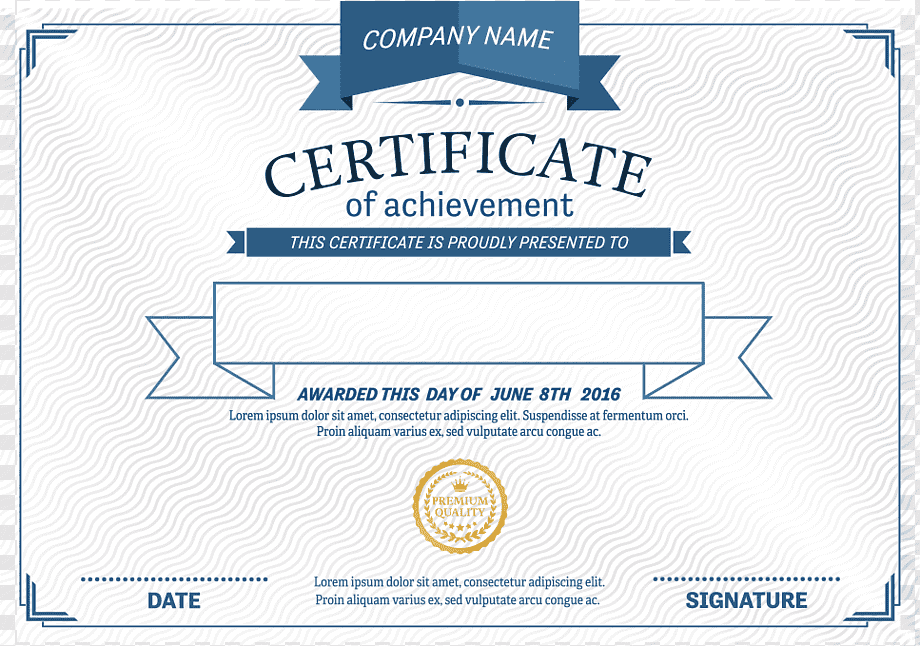 COMPANY NAME
CERTIFICATE
of achievement
THIS CERTIFICATE IS PROUDLY PRESENTED TO
AWARDED THIS DAY OF JUNE 8TH 2016
Lorem ipsum dolor sit amet, consectetur adipiscing elit. Suspendisse at fermentum orci.
Proin aliquam varius ex, sed vulputate arcu congue ac.
PREMIUM
QUALITY
Lorem ipsum dolor sit amet, consectetur adipiscing elit.
Proin aliquam varius ex, sed vulputate arcu congue ac.
DATE
SIGNATURE